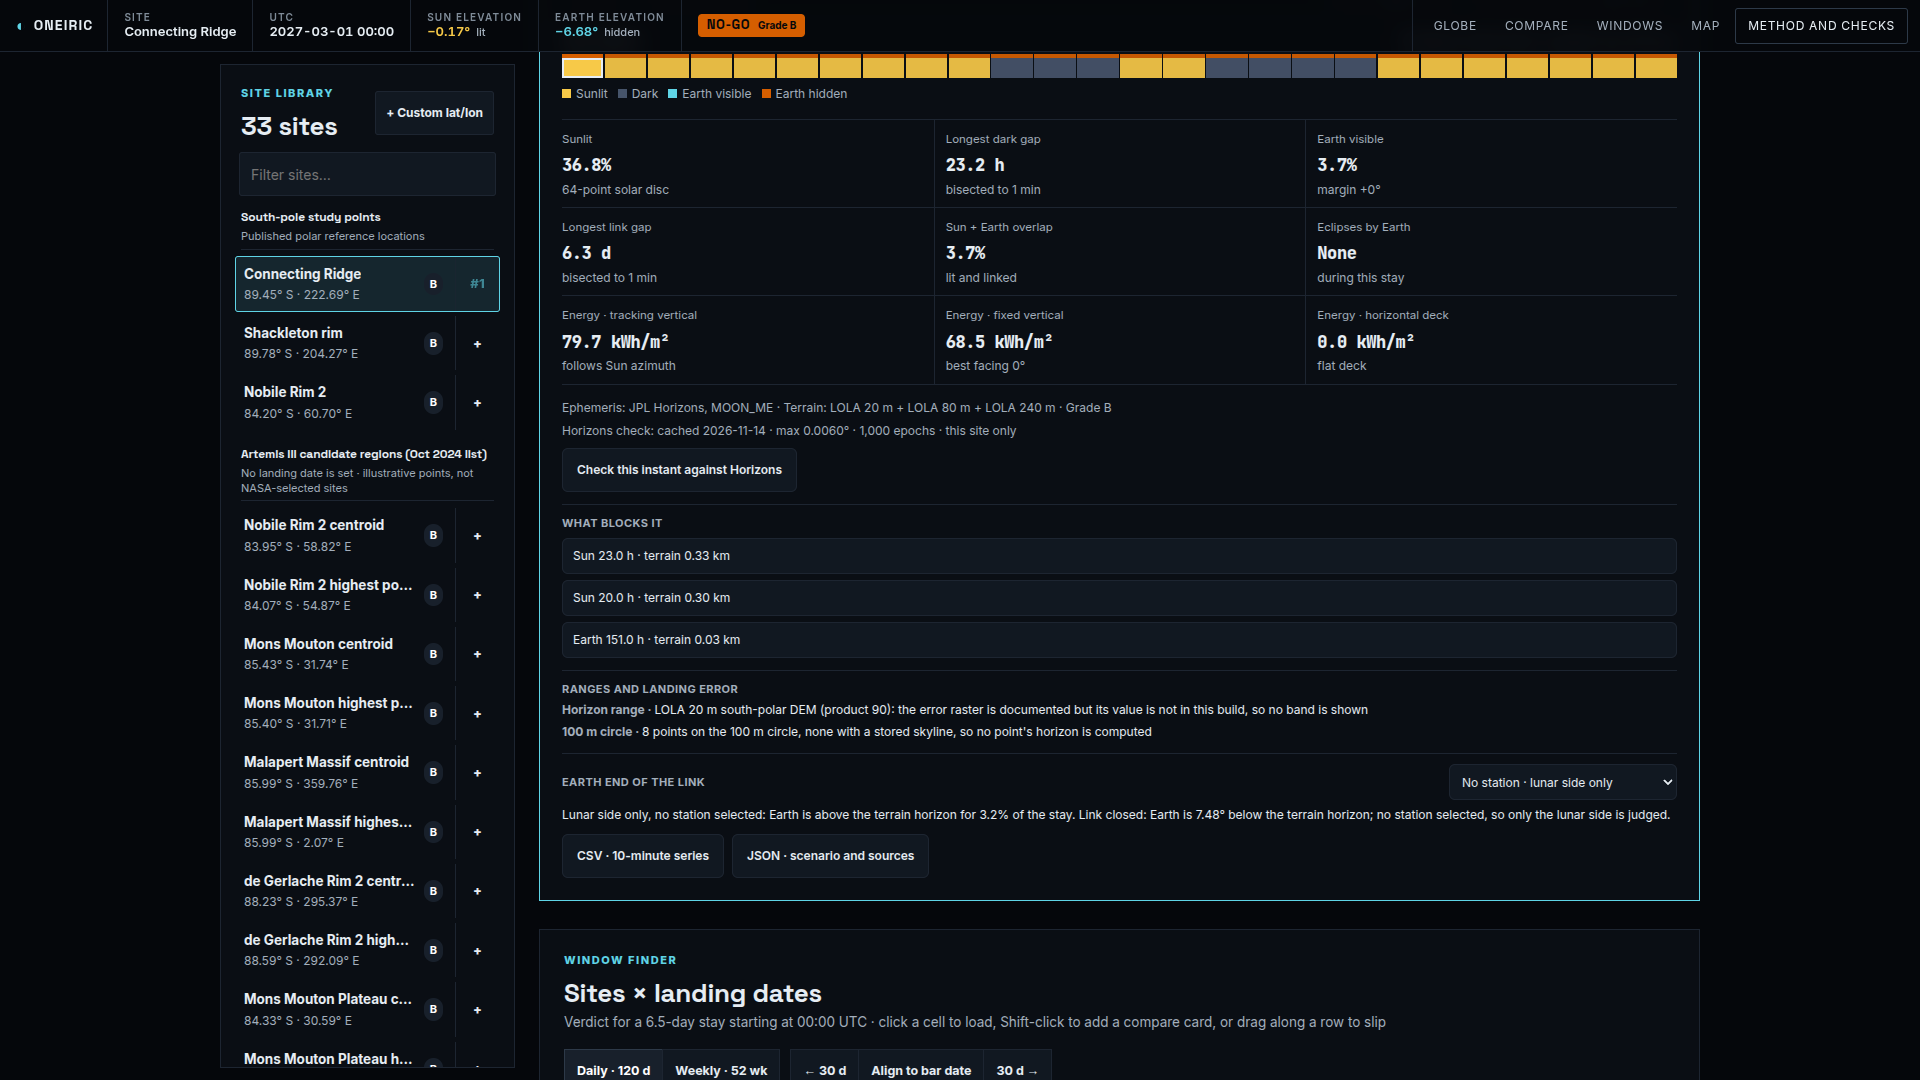 ONEIRIC
SITE
Connecting Ridge
UTC
2027-03-01 00:00
SUN ELEVATION
−0.17° lit
EARTH ELEVATION
−6.68° hidden
NO-GO Grade B
GLOBE
COMPARE
WINDOWS
MAP
METHOD AND CHECKS
SITE LIBRARY
33 sites
+ Custom lat/lon
Filter sites...
South-pole study points
Published polar reference locations
Connecting Ridge
89.45° S · 222.69° E
B
#1
Shackleton rim
89.78° S · 204.27° E
B
+
Nobile Rim 2
84.20° S · 60.70° E
B
+
Artemis III candidate regions (Oct 2024 list)
No landing date is set · illustrative points, not
NASA-selected sites
Nobile Rim 2 centroid
83.95° S · 58.82° E
B
+
Nobile Rim 2 highest po...
84.07° S · 54.87° E
B
+
Mons Mouton centroid
85.43° S · 31.74° E
B
+
Mons Mouton highest p...
85.40° S · 31.71° E
B
+
Malapert Massif centroid
85.99° S · 359.76° E
B
+
Malapert Massif highes...
85.99° S · 2.07° E
B
+
de Gerlache Rim 2 centr...
88.23° S · 295.37° E
B
+
de Gerlache Rim 2 high...
88.59° S · 292.09° E
B
+
Mons Mouton Plateau c...
84.33° S · 30.59° E
B
+
Mons Mouton Plateau h...
Sunlit
Dark
Earth visible
Earth hidden
Sunlit
36.8%
64-point solar disc
Longest dark gap
23.2 h
bisected to 1 min
Earth visible
3.7%
margin +0°
Longest link gap
6.3 d
bisected to 1 min
Sun + Earth overlap
3.7%
lit and linked
Eclipses by Earth
None
during this stay
Energy · tracking vertical
79.7 kWh/m²
follows Sun azimuth
Energy · fixed vertical
68.5 kWh/m²
best facing 0°
Energy · horizontal deck
0.0 kWh/m²
flat deck
Ephemeris: JPL Horizons, MOON_ME · Terrain: LOLA 20 m + LOLA 80 m + LOLA 240 m · Grade B
Horizons check: cached 2026-11-14 · max 0.0060° · 1,000 epochs · this site only
Check this instant against Horizons
WHAT BLOCKS IT
Sun 23.0 h · terrain 0.33 km
Sun 20.0 h · terrain 0.30 km
Earth 151.0 h · terrain 0.03 km
RANGES AND LANDING ERROR
Horizon range · LOLA 20 m south-polar DEM (product 90): the error raster is documented but its value is not in this build, so no band is shown
100 m circle · 8 points on the 100 m circle, none with a stored skyline, so no point's horizon is computed
EARTH END OF THE LINK
No station · lunar side only
Lunar side only, no station selected: Earth is above the terrain horizon for 3.2% of the stay. Link closed: Earth is 7.48° below the terrain horizon; no station selected, so only the lunar side is judged.
CSV · 10-minute series
JSON · scenario and sources
WINDOW FINDER
Sites × landing dates
Verdict for a 6.5-day stay starting at 00:00 UTC · click a cell to load, Shift-click to add a compare card, or drag along a row to slip
Daily · 120 d
Weekly · 52 wk
← 30 d
Align to bar date
30 d →